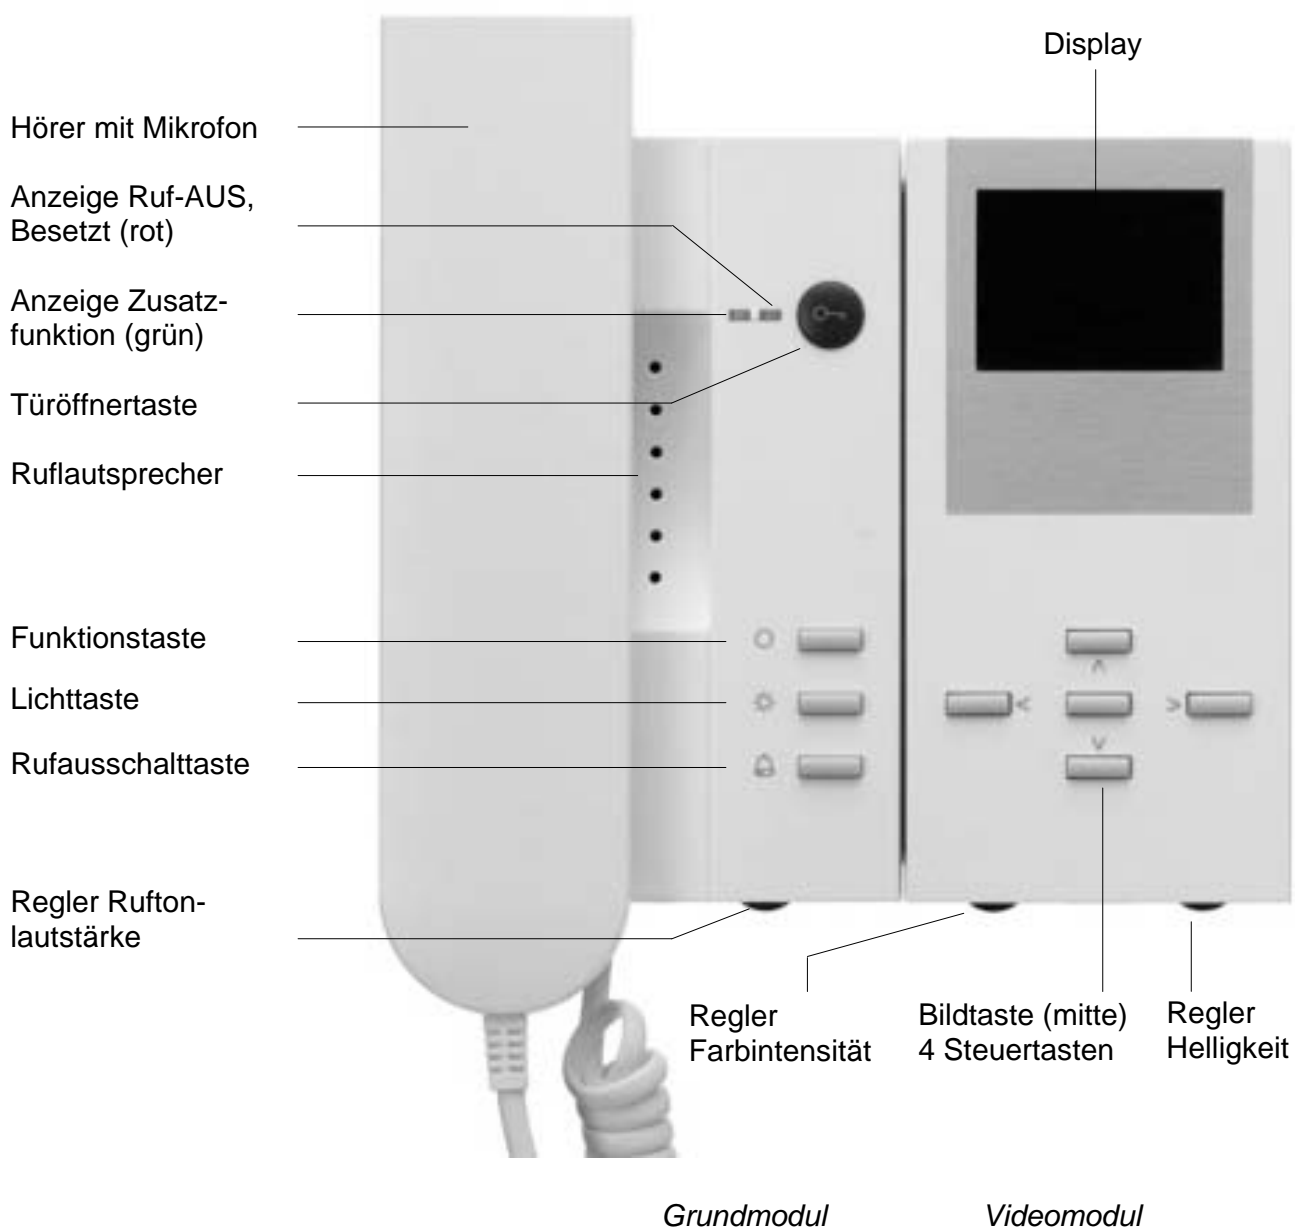 Display
Hörer mit Mikrofon
Anzeige Ruf-AUS,
Besetzt (rot)
Anzeige Zusatz-
funktion (grün)
Türöffnertaste
Ruflautsprecher
Funktionstaste
Lichttaste
Rufausschalttaste
Regler Rufton-
lautstärke
Regler
Farbintensität
Bildtaste (mitte)
4 Steuertasten
Regler
Helligkeit
Grundmodul
Videomodul